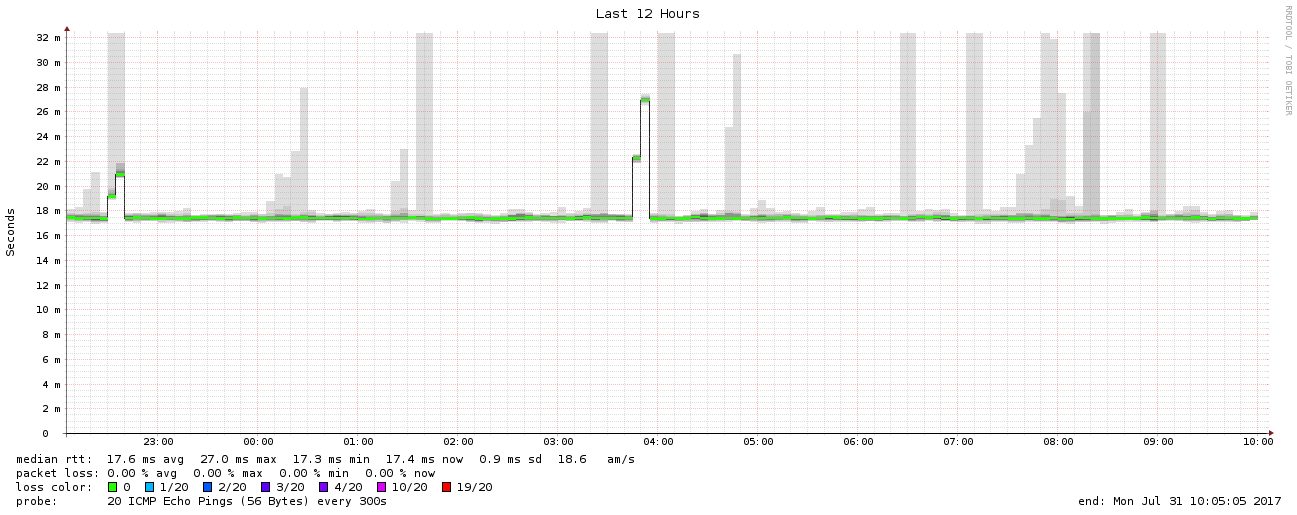 Last 12 Hours
RRDTOOL / TOBI OETIKER
Seconds
32 m
30 m
28 m
26 m
24 m
22 m
20 m
18 m
16 m
14 m
12 m
10 m
8 m
6 m
4 m
2 m
0
23:00 00:00 01:00 02:00 03:00 04:00 05:00 06:00 07:00 08:00 09:00 10:00
median rtt: 17.6 ms avg 27.0 ms max 17.3 ms min 17.4 ms now 0.9 ms sd 18.6 am/s
packet loss: 0.00 % avg 0.00 % max 0.00 % min 0.00 % now
loss color: 0 1/20 2/20 3/20 4/20 10/20 19/20
probe: 20 ICMP Echo Pings (56 Bytes) every 300s end: Mon Jul 31 10:05:05 2017